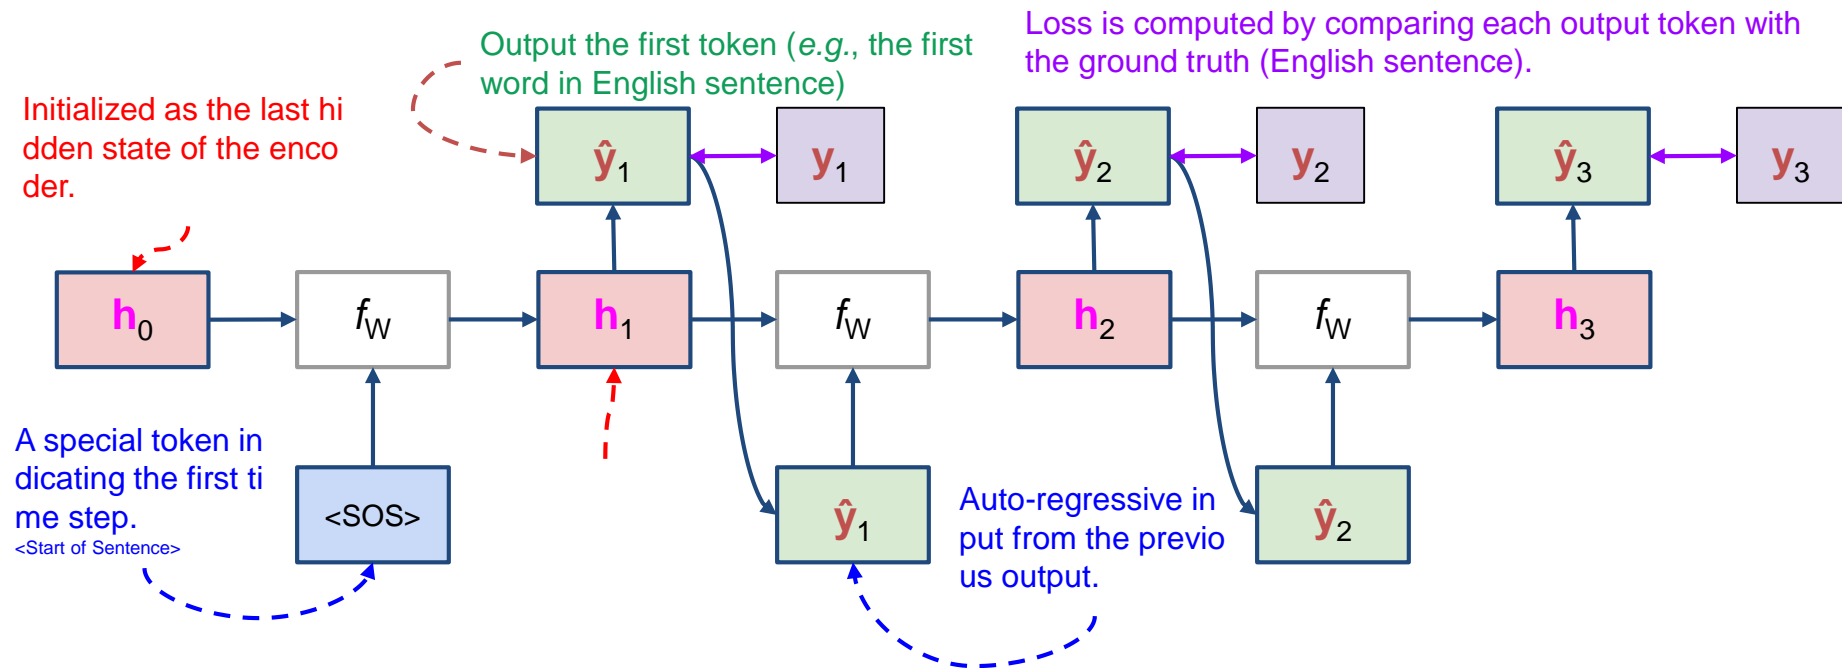 Output the first token (e.g., the first
word in English sentence)
Loss is computed by comparing each output token with
the ground truth (English sentence).
Initialized as the last hi
dden state of the enco
der.
ŷ1
y1
ŷ2
y2
ŷ3
y3
h0
fW
h1
fW
h2
fW
h3
A special token in
dicating the first ti
me step.
<Start of Sentence>
<SOS>
ŷ1
Auto-regressive in
put from the previo
us output.
ŷ2